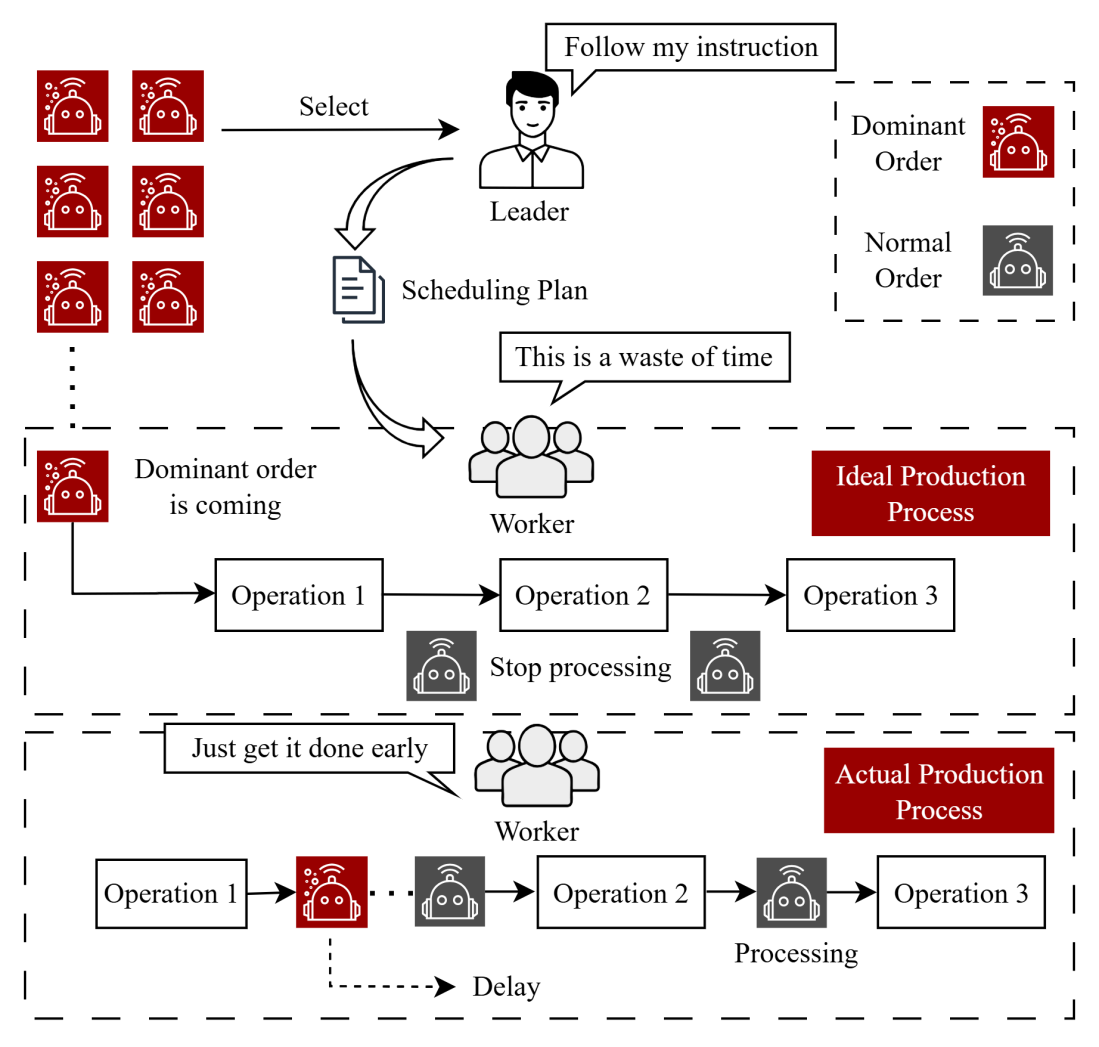 Follow my instruction
Select
Dominant
Order
Leader
Normal
Order
Scheduling Plan
This is a waste of time
Dominant order
is coming
Worker
Ideal Production
Process
Operation 1
Operation 2
Operation 3
Stop processing
Just get it done early
Worker
Actual Production
Process
Operation 1
Operation 2
Operation 3
Processing
Delay